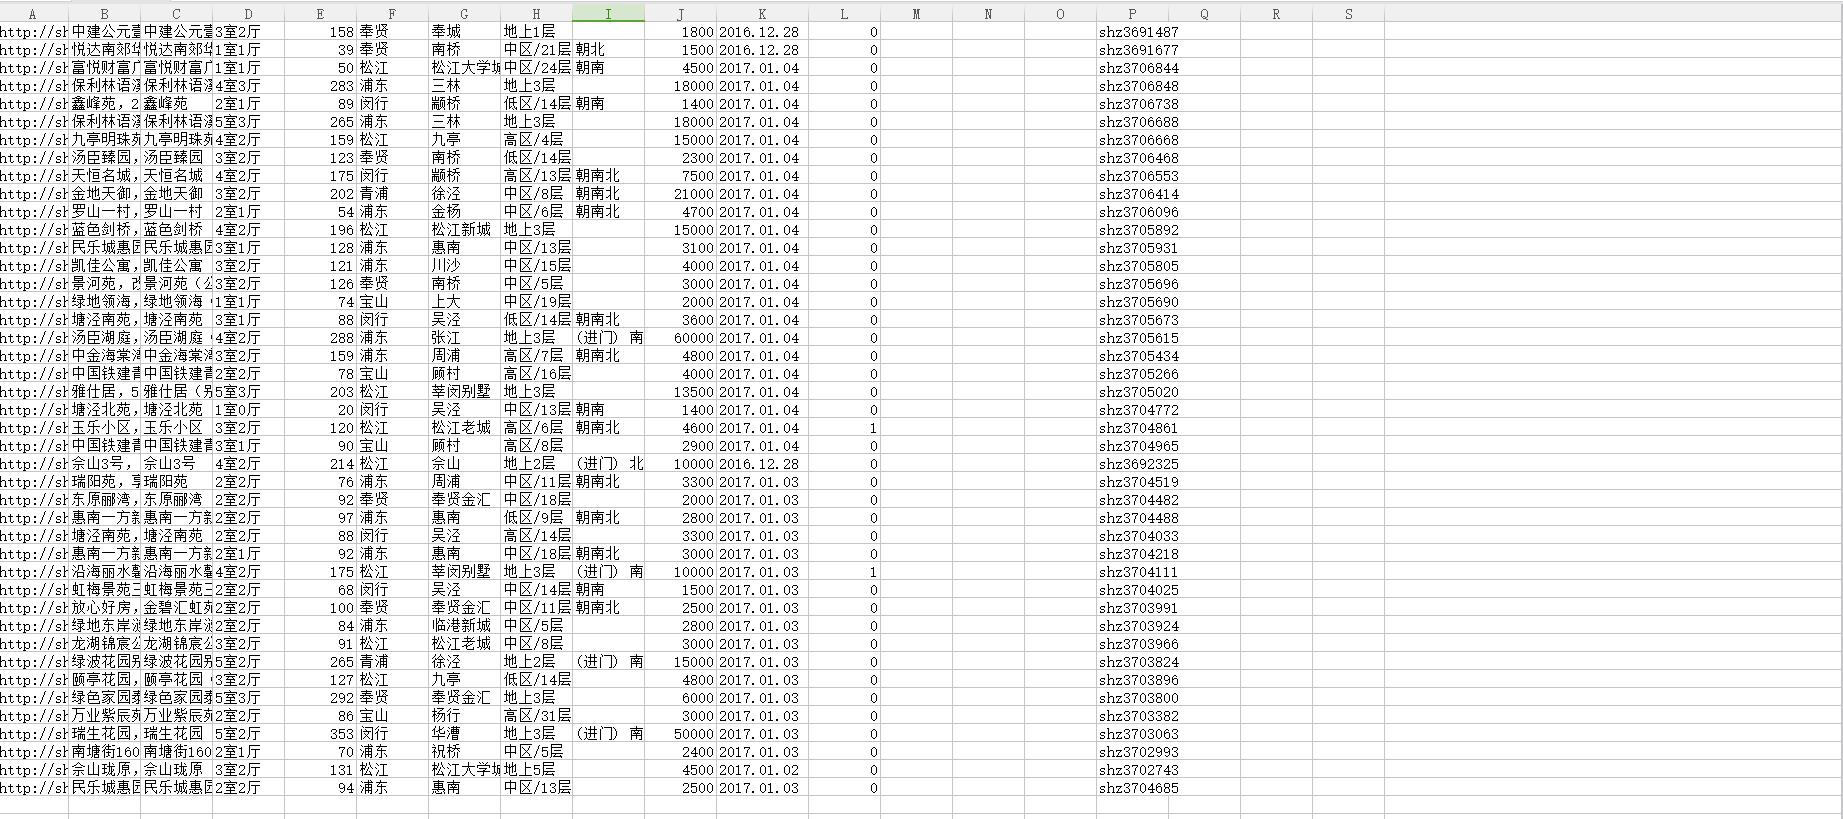 A B C D E F G H I J K L M N O P Q R S
http://sh 中建公元壹 中建公元壹 3室2厅 158 奉贤 奉城 地上1层 1800 2016.12.28 0 shz3691487
http://sh 悦达南郊华 悦达南郊华 1室1厅 39 奉贤 南桥 中区/21层 朝北 1500 2016.12.28 0 shz3691677
http://sh 富悦财富广 富悦财富广 1室1厅 50 松江 松江大学城 中区/24层 朝南 4500 2017.01.04 0 shz3706844
http://sh 保利林语溪 保利林语溪 4室3厅 283 浦东 三林 地上3层 18000 2017.01.04 0 shz3706848
http://sh 鑫峰苑，2 鑫峰苑 2室1厅 89 闵行 颛桥 低区/14层 朝南 1400 2017.01.04 0 shz3706738
http://sh 保利林语溪 保利林语溪 5室3厅 265 浦东 三林 地上3层 18000 2017.01.04 0 shz3706688
http://sh 九亭明珠苑 九亭明珠苑 4室2厅 159 松江 九亭 高区/4层 15000 2017.01.04 0 shz3706668
http://sh 汤臣臻园， 汤臣臻园 3室2厅 123 奉贤 南桥 低区/14层 2300 2017.01.04 0 shz3706468
http://sh 天恒名城， 天恒名城 4室2厅 175 闵行 颛桥 高区/13层 朝南北 7500 2017.01.04 0 shz3706553
http://sh 金地天御， 金地天御 3室2厅 202 青浦 徐泾 中区/8层 朝南北 21000 2017.01.04 0 shz3706414
http://sh 罗山一村， 罗山一村 2室1厅 54 浦东 金杨 中区/6层 朝南北 4700 2017.01.04 0 shz3706096
http://sh 蓝色剑桥， 蓝色剑桥 4室2厅 196 松江 松江新城 地上3层 15000 2017.01.04 0 shz3705892
http://sh 民乐城惠园 民乐城惠园 3室1厅 128 浦东 惠南 中区/13层 3100 2017.01.04 0 shz3705931
http://sh 凯佳公寓， 凯佳公寓 3室2厅 121 浦东 川沙 中区/15层 4000 2017.01.04 0 shz3705805
http://sh 景河苑，改 景河苑（公 3室2厅 126 奉贤 南桥 中区/5层 3000 2017.01.04 0 shz3705696
http://sh 绿地领海， 绿地领海 1室1厅 74 宝山 上大 中区/19层 2000 2017.01.04 0 shz3705690
http://sh 塘泾南苑， 塘泾南苑 3室1厅 88 闵行 吴泾 低区/14层 朝南北 3600 2017.01.04 0 shz3705673
http://sh 汤臣湖庭， 汤臣湖庭 4室2厅 288 浦东 张江 地上3层 (进门) 南 60000 2017.01.04 0 shz3705615
http://sh 中金海棠湾 中金海棠湾 3室2厅 159 浦东 周浦 高区/7层 朝南北 4800 2017.01.04 0 shz3705434
http://sh 中国铁建青 中国铁建青 2室2厅 78 宝山 顾村 高区/16层 4000 2017.01.04 0 shz3705266
http://sh 雅仕居，5 雅仕居（别 5室3厅 203 松江 莘闵别墅 地上3层 13500 2017.01.04 0 shz3705020
http://sh 塘泾北苑， 塘泾北苑 1室0厅 20 闵行 吴泾 中区/13层 朝南 1400 2017.01.04 0 shz3704772
http://sh 玉乐小区， 玉乐小区 3室2厅 120 松江 松江老城 高区/6层 朝南北 4600 2017.01.04 1 shz3704861
http://sh 中国铁建青 中国铁建青 3室1厅 90 宝山 顾村 高区/8层 2900 2017.01.04 0 shz3704965
http://sh 佘山3号， 佘山3号 4室2厅 214 松江 佘山 地上2层 (进门) 北 10000 2016.12.28 0 shz3692325
http://sh 瑞阳苑，享 瑞阳苑 2室2厅 76 浦东 周浦 中区/11层 朝南北 3300 2017.01.03 0 shz3704519
http://sh 东原郦湾， 东原郦湾 2室2厅 92 奉贤 奉贤金汇 中区/18层 2000 2017.01.03 0 shz3704482
http://sh 惠南一方新 惠南一方新 2室2厅 97 浦东 惠南 低区/9层 朝南北 2800 2017.01.03 0 shz3704488
http://sh 塘泾南苑， 塘泾南苑 2室2厅 88 闵行 吴泾 高区/14层 3300 2017.01.03 0 shz3704033
http://sh 惠南一方新 惠南一方新 2室1厅 92 浦东 惠南 中区/18层 朝南北 3000 2017.01.03 0 shz3704218
http://sh 沿海丽水馨 沿海丽水馨 4室2厅 175 松江 莘闵别墅 地上3层 (进门) 南 10000 2017.01.03 1 shz3704111
http://sh 虹梅景苑三 虹梅景苑三 2室2厅 68 闵行 吴泾 中区/14层 朝南 1500 2017.01.03 0 shz3704025
http://sh 放心好房， 金碧汇虹苑 2室2厅 100 奉贤 奉贤金汇 中区/11层 朝南北 2500 2017.01.03 0 shz3703991
http://sh 绿地东岸涟 绿地东岸涟 2室2厅 84 浦东 临港新城 中区/5层 2800 2017.01.03 0 shz3703924
http://sh 龙湖锦宸公 龙湖锦宸公 3室2厅 91 松江 松江老城 中区/8层 3000 2017.01.03 0 shz3703966
http://sh 绿波花园别 绿波花园别 5室2厅 265 青浦 徐泾 地上2层 (进门) 南 15000 2017.01.03 0 shz3703824
http://sh 颐亭花园， 颐亭花园 3室2厅 127 松江 九亭 低区/14层 4800 2017.01.03 0 shz3703896
http://sh 绿色家园泰 绿色家园泰 5室3厅 292 奉贤 奉贤金汇 地上3层 6000 2017.01.03 0 shz3703800
http://sh 万业紫辰苑 万业紫辰苑 2室2厅 86 宝山 杨行 高区/31层 3000 2017.01.03 0 shz3703382
http://sh 瑞生花园， 瑞生花园 5室2厅 353 闵行 华漕 地上3层 (进门) 南 50000 2017.01.03 0 shz3703063
http://sh 南塘街160 南塘街160 2室1厅 70 浦东 祝桥 中区/5层 2400 2017.01.03 0 shz3702993
http://sh 佘山珑原， 佘山珑原 3室2厅 131 松江 松江大学城 地上5层 4500 2017.01.02 0 shz3702743
http://sh 民乐城惠园 民乐城惠园 2室2厅 94 浦东 惠南 中区/13层 2500 2017.01.03 0 shz3704685